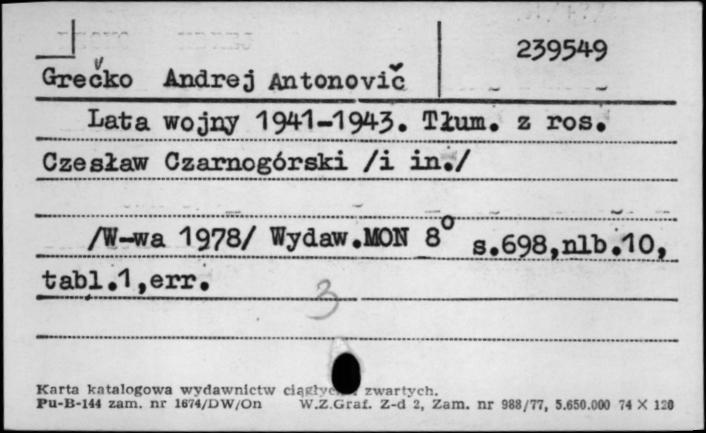 239549
Grečko Andrej Antonovič
Lata wojny 1941-1943. Tłum. z ros.
Czesław Czarnogórski /i in./
/W-wa 1978/ Wydaw.MON 8° s.698,nlb.10,
tabl.1,err.
3
Karta katalogowa wydawnictw zwartych.
Pu-B-144 zam. nr 1674/DW/On W.Z.Graf. Z-d 2, Zam. nr 988/77, 5.650.000 74 X 120